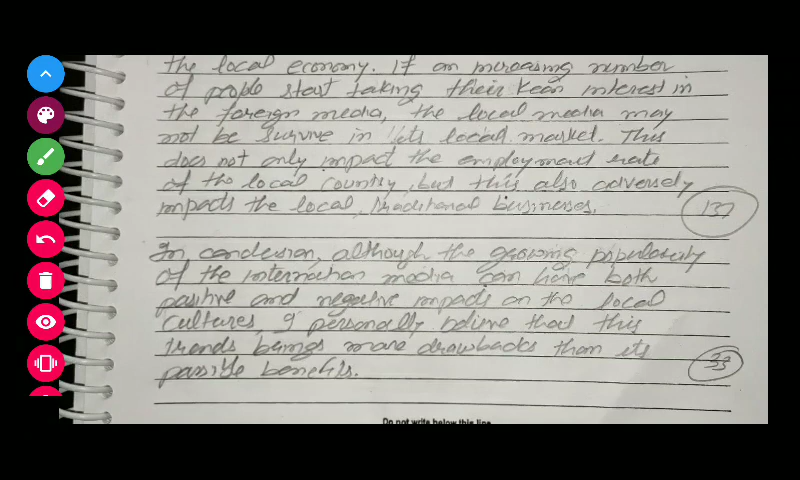 the local economy. If an increasing number
of people start taking their kean interest in
the foreign media, the local media may
not be survive in its local market. This
does not only impact the employment rate
of the local country, but this also adversely
impacts the local, traditional businesses.
137
In conclusion, although the growing popularity
of the internation media can have both
positive and negative impacts on the local
cultures, I personally believe that this
trends brings more drawbacks than its
possible benefits.
33
Do not write below this line